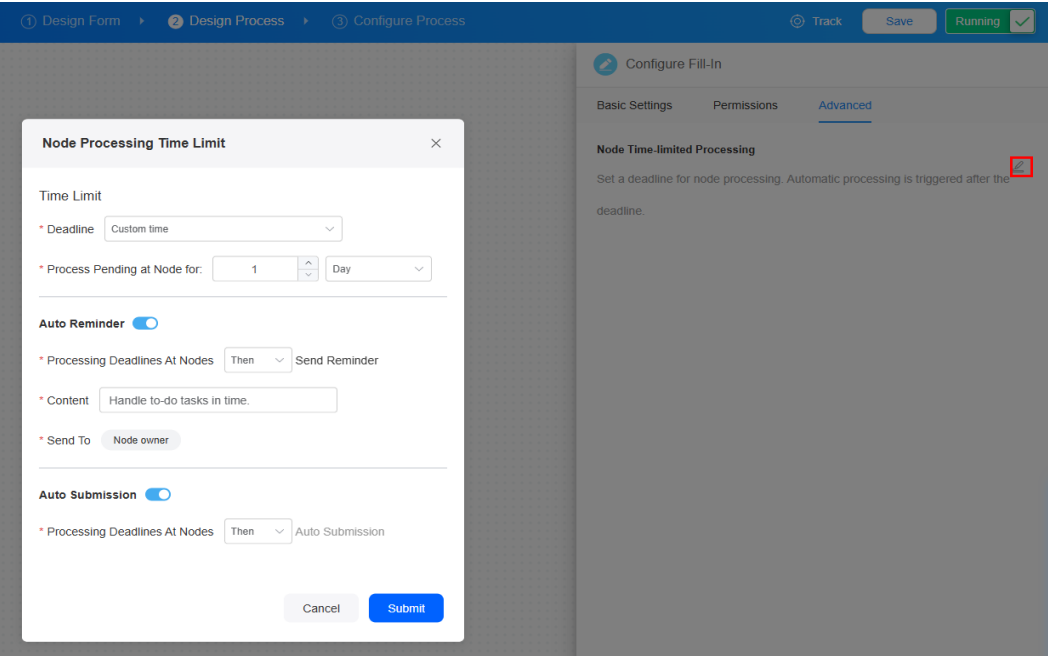 1 Design Form 2 Design Process 3 Configure Process Track Save Running
Configure Fill-In
Basic Settings Permissions Advanced
Node Time-limited Processing
Set a deadline for node processing. Automatic processing is triggered after the
deadline.
Node Processing Time Limit
Time Limit
* Deadline Custom time
* Process Pending at Node for: 1 Day
Auto Reminder
* Processing Deadlines At Nodes Then Send Reminder
* Content Handle to-do tasks in time.
* Send To Node owner
Auto Submission
* Processing Deadlines At Nodes Then Auto Submission
Cancel Submit